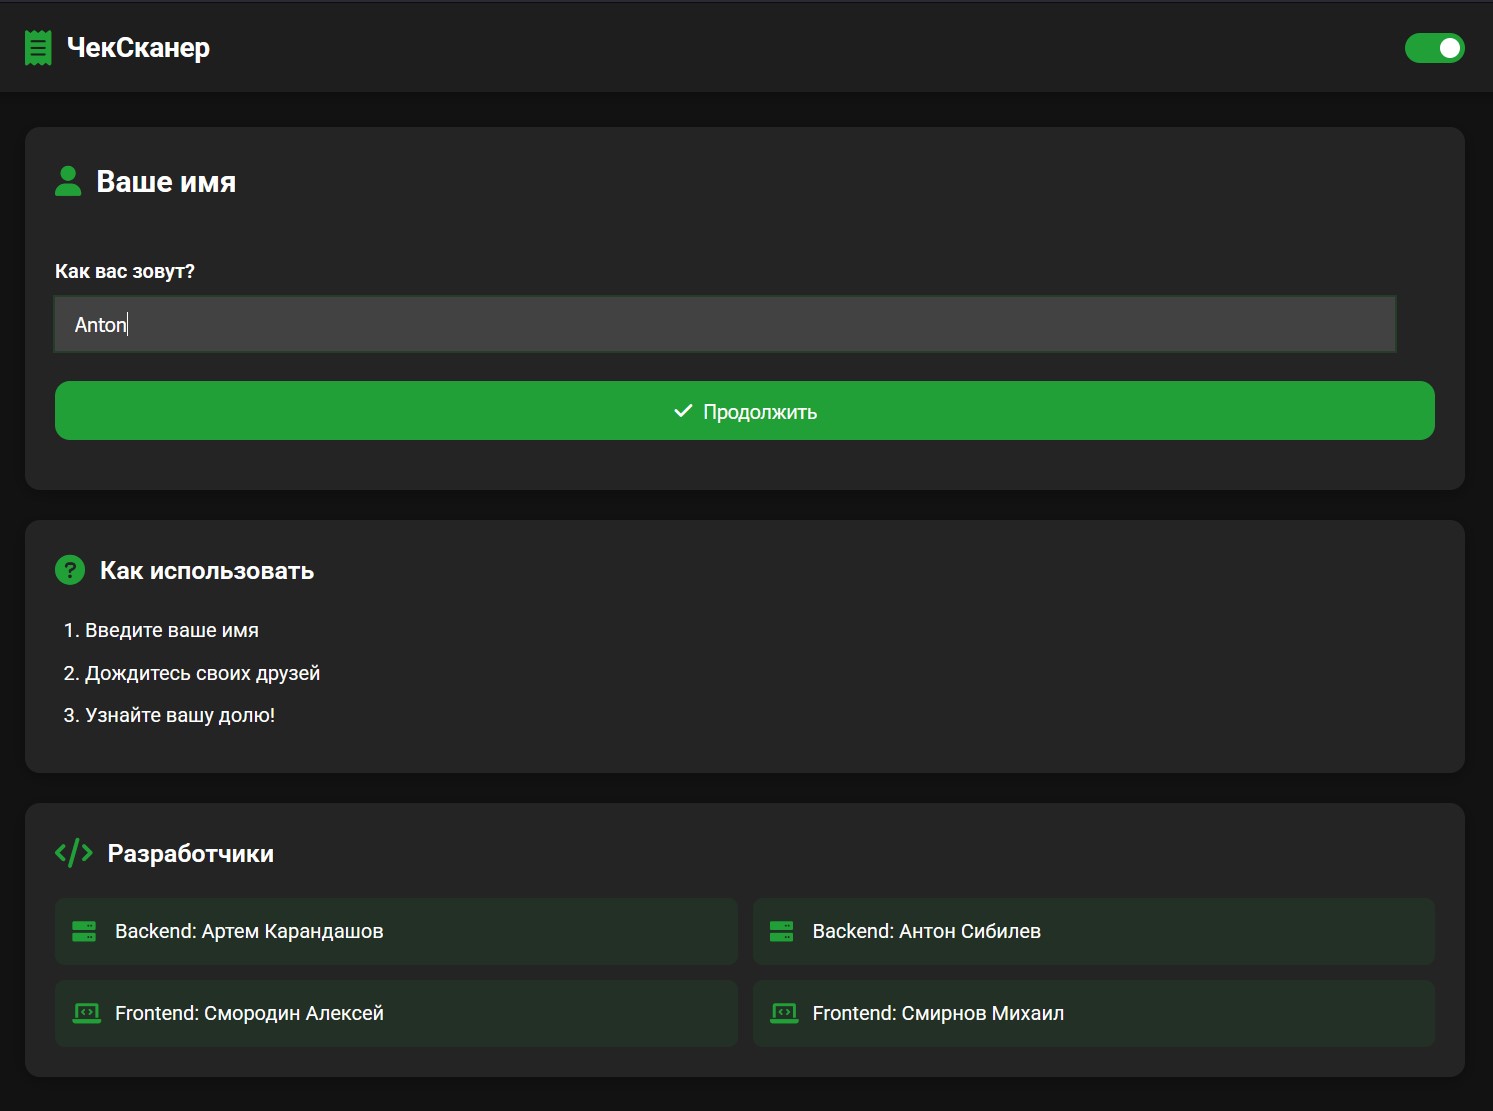 ЧекСканер
Ваше имя
Как вас зовут?
Anton
Продолжить
Как использовать
1. Введите ваше имя
2. Дождитесь своих друзей
3. Узнайте вашу долю!
Разработчики
Backend: Артем Карандашов
Backend: Антон Сибилев
Frontend: Смородин Алексей
Frontend: Смирнов Михаил